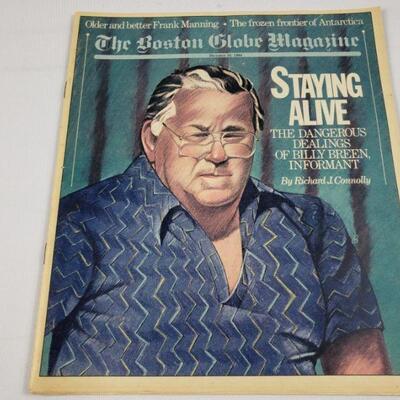 Older and better Frank Manning • The frozen frontier of Antarctica
The Boston Globe Magazine
STAYING
ALIVE
THE DANGEROUS
DEALINGS
OF BILLY BREEN,
INFORMANT
By Richard J. Connolly